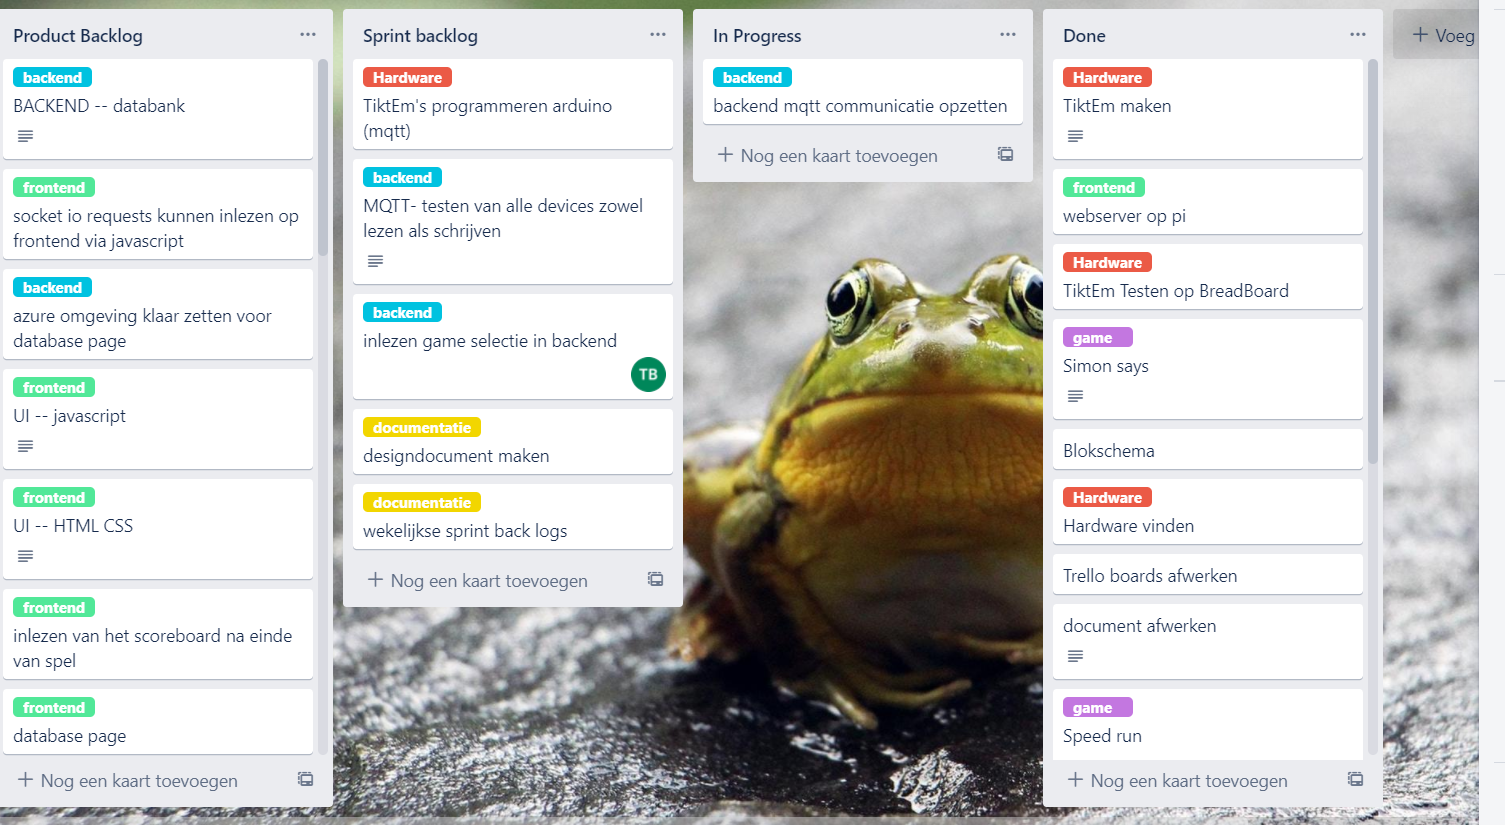 Product Backlog
backend
BACKEND -- databank
frontend
socket io requests kunnen inlezen op
frontend via javascript
backend
azure omgeving klaar zetten voor
database page
frontend
UI -- javascript
frontend
UI -- HTML CSS
frontend
inlezen van het scoreboard na einde
van spel
frontend
database page
+ Nog een kaart toevoegen
Sprint backlog
Hardware
TiktEm's programmeren arduino
(mqtt)
backend
MQTT- testen van alle devices zowel
lezen als schrijven
backend
inlezen game selectie in backend
TB
documentatie
designdocument maken
documentatie
wekelijkse sprint back logs
+ Nog een kaart toevoegen
In Progress
backend
backend mqtt communicatie opzetten
+ Nog een kaart toevoegen
Done
Hardware
TiktEm maken
frontend
webserver op pi
Hardware
TiktEm Testen op BreadBoard
game
Simon says
Blokschema
Hardware
Hardware vinden
Trello boards afwerken
document afwerken
game
Speed run
+ Nog een kaart toevoegen
+ Voeg